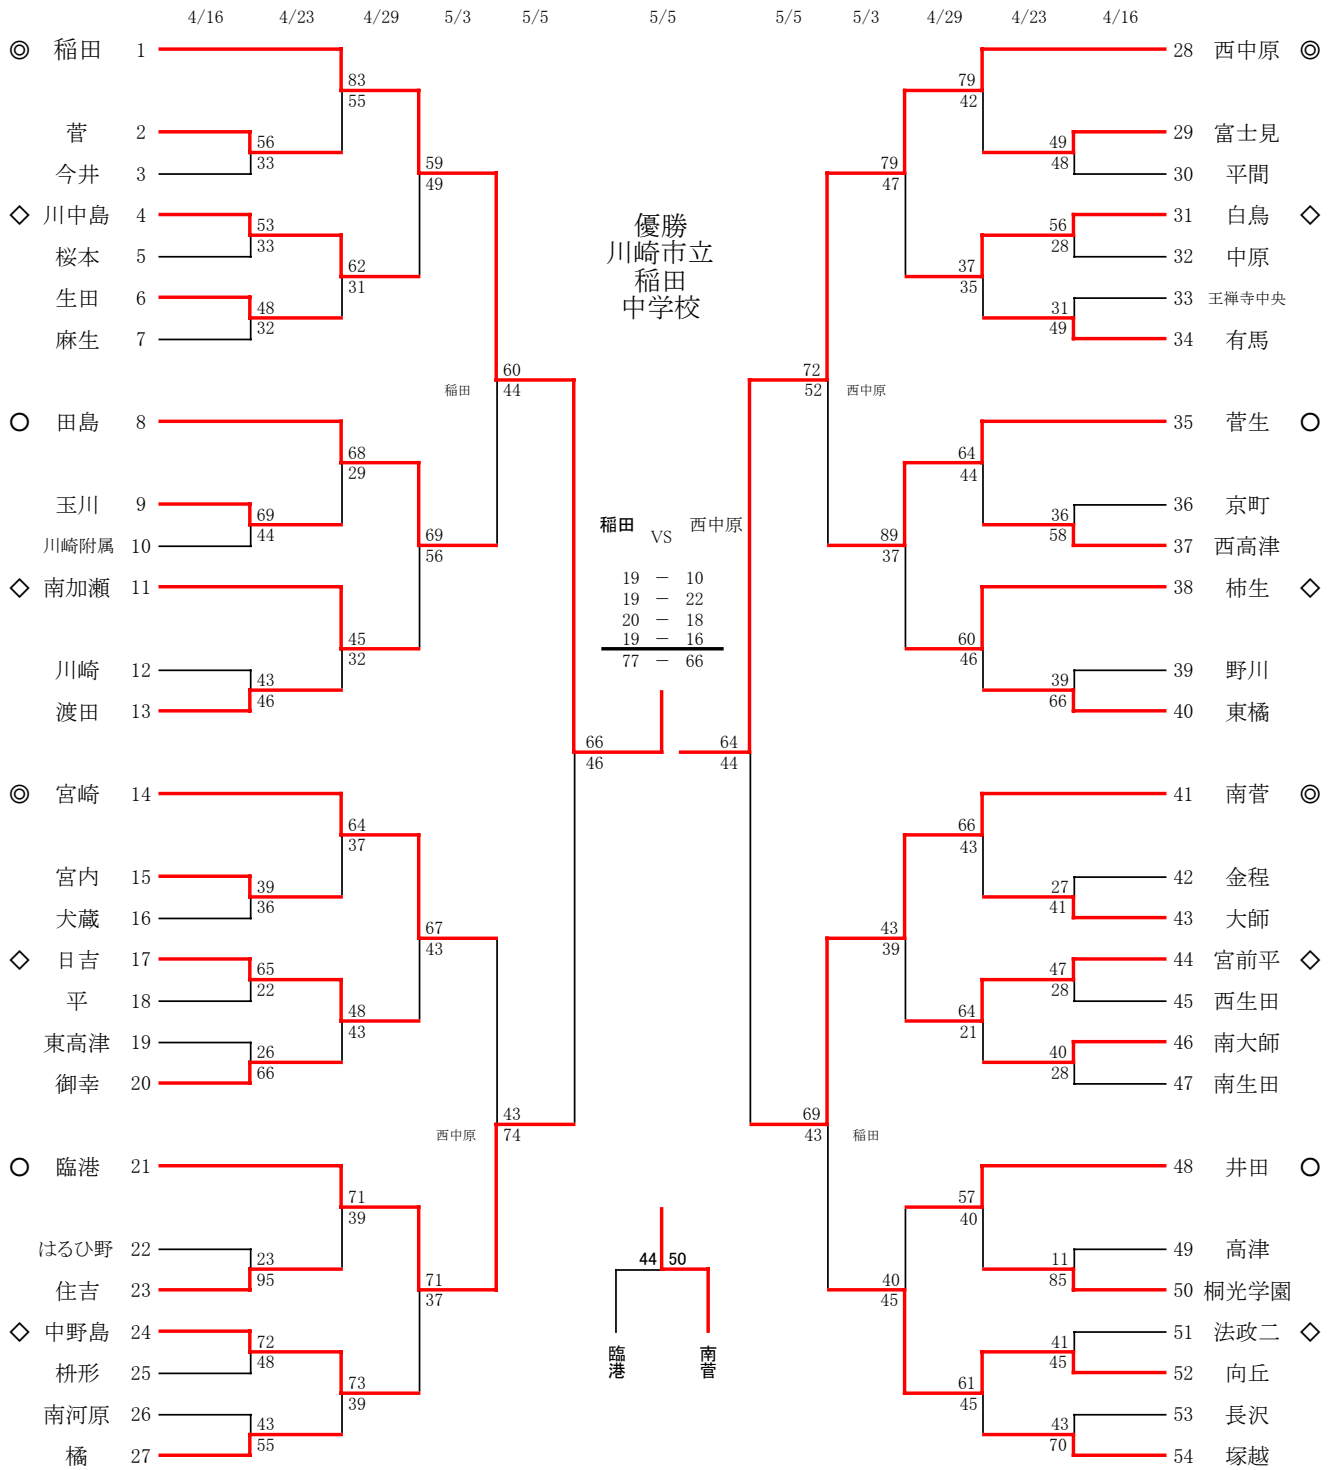 4/16 4/23 4/29 5/3 5/5 5/5 5/5 5/3 4/29 4/23 4/16
◎ 稲田 1
83
55
菅 2
56
33
今井 3
59
49
◇ 川中島 4
53
33
桜本 5
62
31
生田 6
48
32
麻生 7
60
44
稲田
○ 田島 8
68
29
玉川 9
69
44
川崎附属 10
69
56
◇ 南加瀬 11
45
32
川崎 12
43
46
渡田 13
66
46
◎ 宮崎 14
64
37
宮内 15
39
36
犬蔵 16
67
43
◇ 日吉 17
65
22
平 18
48
43
東高津 19
26
66
御幸 20
43
74
西中原
○ 臨港 21
71
39
はるひ野 22
23
95
住吉 23
71
37
◇ 中野島 24
72
48
枡形 25
73
39
南河原 26
43
55
橘 27
優勝
川崎市立
稲田
中学校
稲田 VS 西中原
19 － 10
19 － 22
20 － 18
19 － 16
77 － 66
44 50
臨港
南菅
28 西中原 ◎
79
42
29 富士見
49
48
30 平間
79
47
31 白鳥 ◇
56
28
32 中原
37
35
33 王禅寺中央
31
49
34 有馬
72
52
西中原
35 菅生 ○
64
44
36 京町
36
58
37 西高津
89
37
38 柿生 ◇
60
46
39 野川
39
66
40 東橘
64
44
41 南菅 ◎
66
43
42 金程
27
41
43 大師
43
39
44 宮前平 ◇
47
28
45 西生田
64
21
46 南大師
40
28
47 南生田
69
43
稲田
48 井田 ○
57
40
49 高津
11
85
50 桐光学園
40
45
51 法政二 ◇
41
45
52 向丘
61
45
53 長沢
43
70
54 塚越